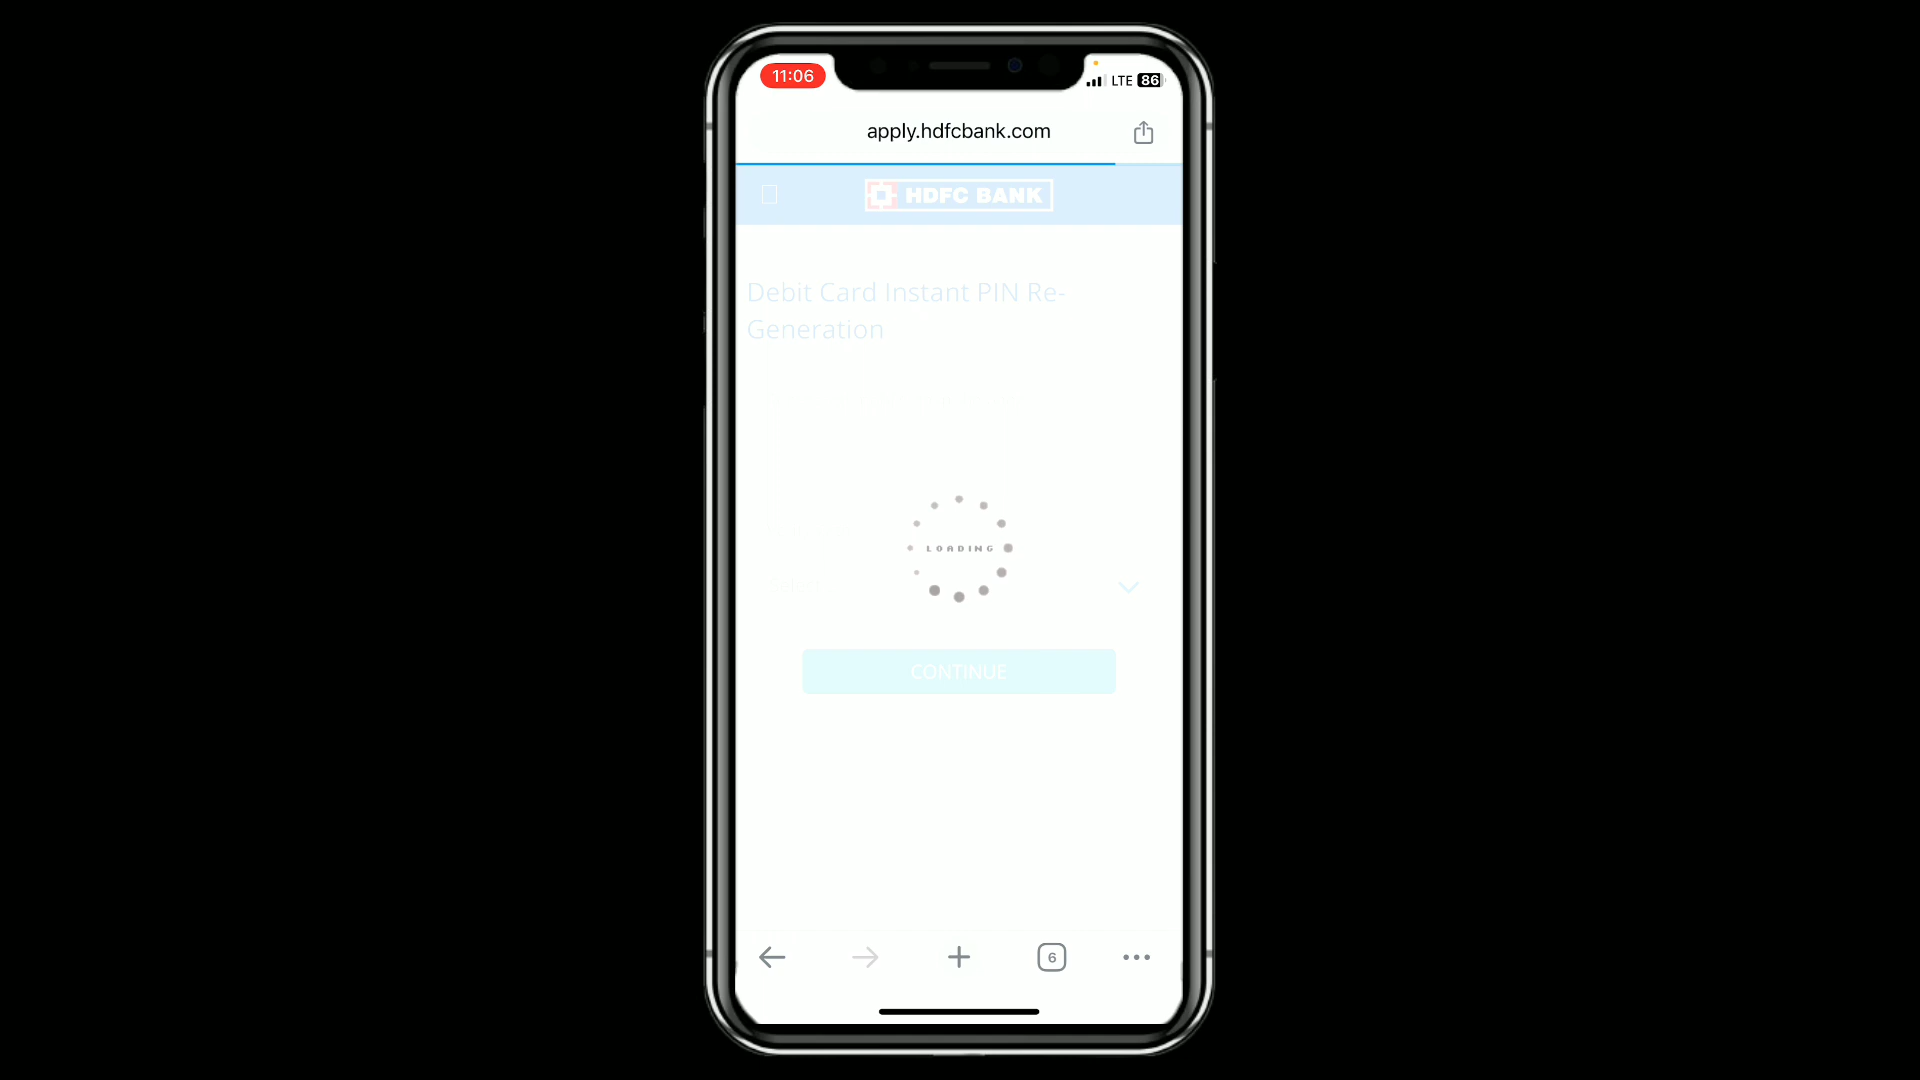 11:06
LTE 86
apply.hdfcbank.com
HDFC BANK
Debit Card Instant PIN Re-
Generation
LOADING
CONTINUE
6